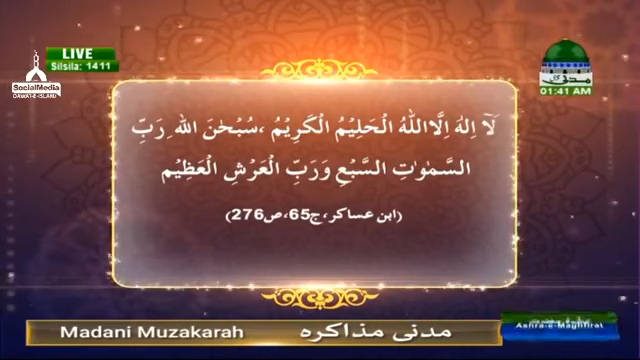 LIVE
Silsila: 1411
SocialMedia
DAWAT-E-ISLAMI
01:41 AM
لَآ اِلٰهَ اِلَّا اللّٰهُ الْحَلِيْمُ الْكَرِيْمُ ،سُبْحٰنَ اللّٰهِ رَبِّ
السَّمٰوٰتِ السَّبْعِ وَرَبِّ الْعَرْشِ الْعَظِيْم
(ابن عساکر،ج65،ص276)
Madani Muzakarah مدنی مذاکرہ
Ashra-e-Maghfirat